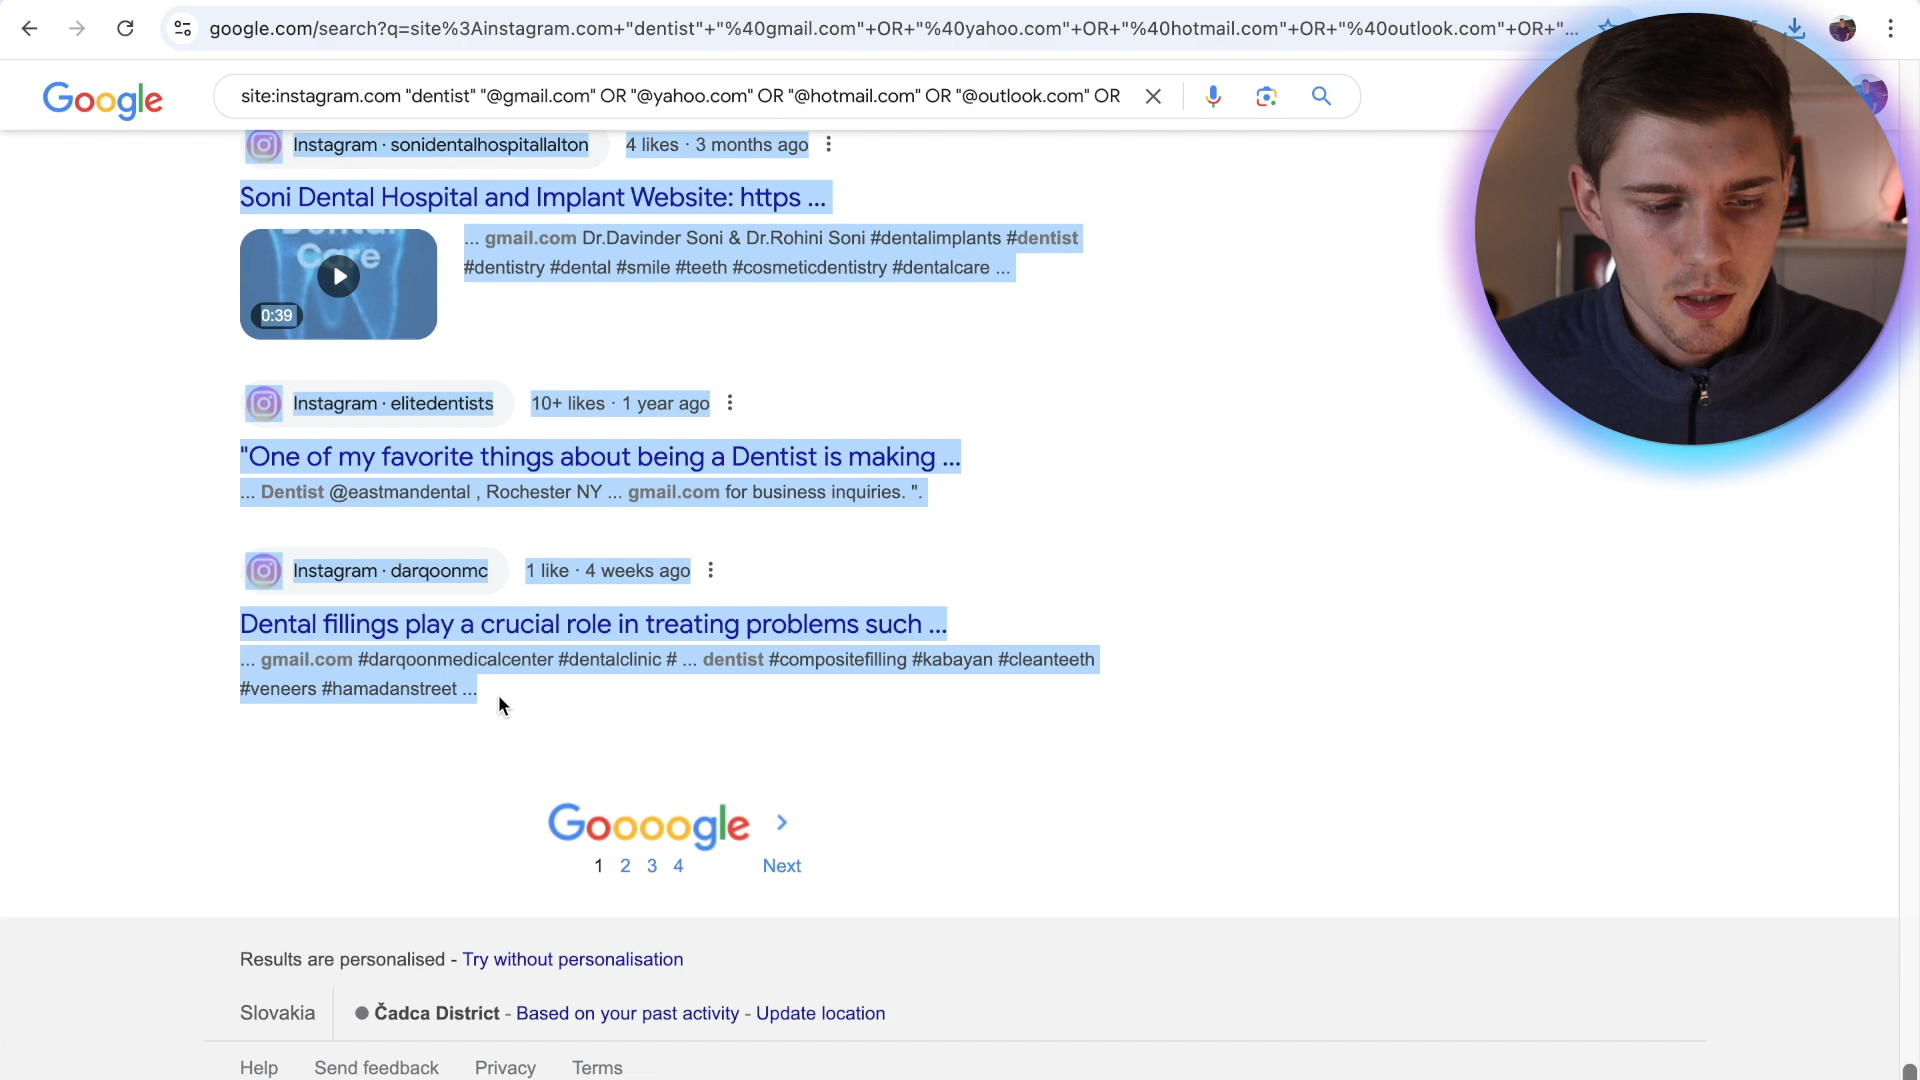 google.com/search?q=site%3Ainstagram.com+"dentist"+"%40gmail.com"+OR+"%40yahoo.com"+OR+"%40hotmail.com"+OR+"%40outlook.com"+OR+"...
Google
site:instagram.com "dentist" "@gmail.com" OR "@yahoo.com" OR "@hotmail.com" OR "@outlook.com" OR
Instagram · sonidentalhospitallalton
4 likes · 3 months ago
Soni Dental Hospital and Implant Website: https ...
... gmail.com Dr.Davinder Soni & Dr.Rohini Soni #dentalimplants #dentist
#dentistry #dental #smile #teeth #cosmeticdentistry #dentalcare ...
Care
0:39
Instagram · elitedentists
10+ likes · 1 year ago
"One of my favorite things about being a Dentist is making ...
... Dentist @eastmandental , Rochester NY ... gmail.com for business inquiries. ".
Instagram · darqoonmc
1 like · 4 weeks ago
Dental fillings play a crucial role in treating problems such ...
... gmail.com #darqoonmedicalcenter #dentalclinic # ... dentist #compositefilling #kabayan #cleanteeth
#veneers #hamadanstreet ...
Goooogle
1 2 3 4 Next
Results are personalised - Try without personalisation
Slovakia
Čadca District - Based on your past activity - Update location
Help Send feedback Privacy Terms